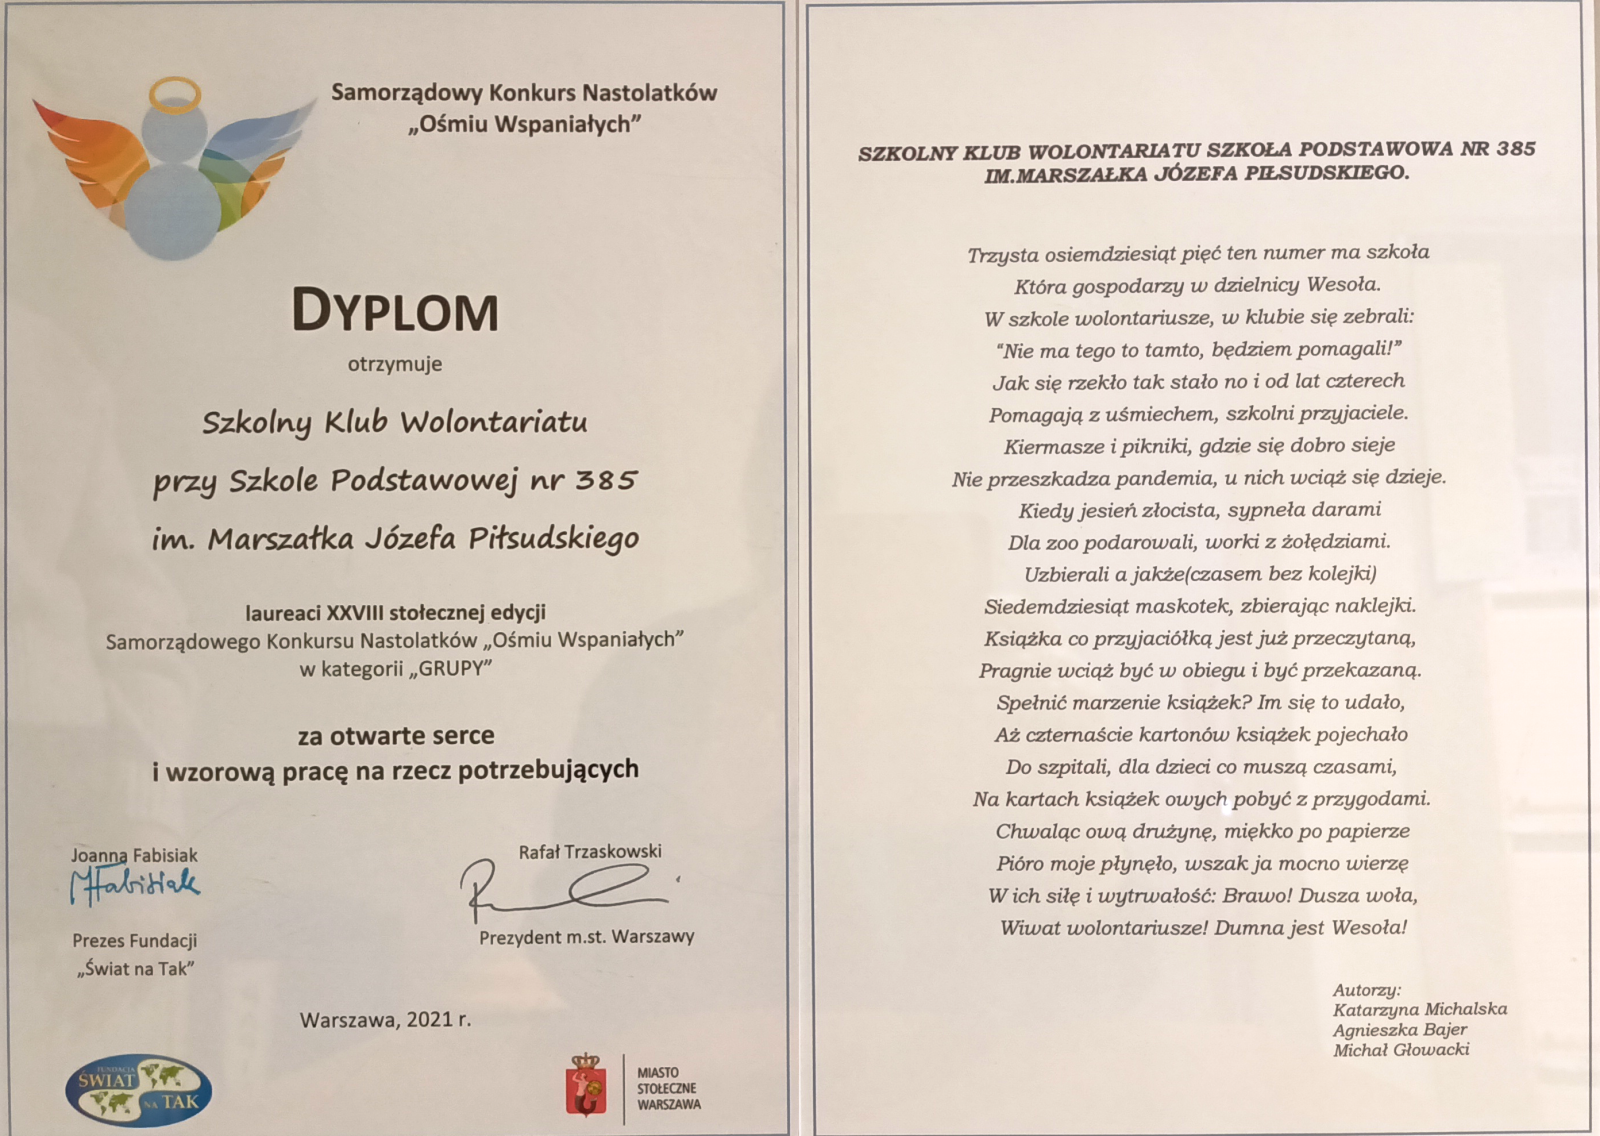 Samorządowy Konkurs Nastolatków
„Ośmiu Wspaniałych”
DYPLOM
otrzymuje
Szkolny Klub Wolontariatu
przy Szkole Podstawowej nr 385
im. Marszałka Józefa Piłsudskiego
laureaci XXVIII stołecznej edycji
Samorządowego Konkursu Nastolatków „Ośmiu Wspaniałych”
w kategorii „GRUPY”
za otwarte serce
i wzorową pracę na rzecz potrzebujących
Joanna Fabisiak
Prezes Fundacji
„Świat na Tak”
Rafał Trzaskowski
Prezydent m.st. Warszawy
Warszawa, 2021 r.
FUNDACJA
ŚWIAT
NA TAK
MIASTO
STOŁECZNE
WARSZAWA
SZKOLNY KLUB WOLONTARIATU SZKOŁA PODSTAWOWA NR 385
IM.MARSZAŁKA JÓZEFA PIŁSUDSKIEGO.
Trzysta osiemdziesiąt pięć ten numer ma szkoła
Która gospodarzy w dzielnicy Wesoła.
W szkole wolontariusze, w klubie się zebrali:
“Nie ma tego to tamto, będziem pomagali!”
Jak się rzekło tak stało no i od lat czterech
Pomagają z uśmiechem, szkolni przyjaciele.
Kiermasze i pikniki, gdzie się dobro sieje
Nie przeszkadza pandemia, u nich wciąż się dzieje.
Kiedy jesień złocista, sypneła darami
Dla zoo podarowali, worki z żołędziami.
Uzbierali a jakże(czasem bez kolejki)
Siedemdziesiąt maskotek, zbierając naklejki.
Książka co przyjaciółką jest już przeczytaną,
Pragnie wciąż być w obiegu i być przekazaną.
Spełnić marzenie książek? Im się to udało,
Aż czternaście kartonów książek pojechało
Do szpitali, dla dzieci co muszą czasami,
Na kartach książek owych pobyć z przygodami.
Chwaląc ową drużynę, miękko po papierze
Pióro moje płynęło, wszak ja mocno wierzę
W ich siłę i wytrwałość: Brawo! Dusza woła,
Wiwat wolontariusze! Dumna jest Wesoła!
Autorzy:
Katarzyna Michalska
Agnieszka Bajer
Michał Głowacki